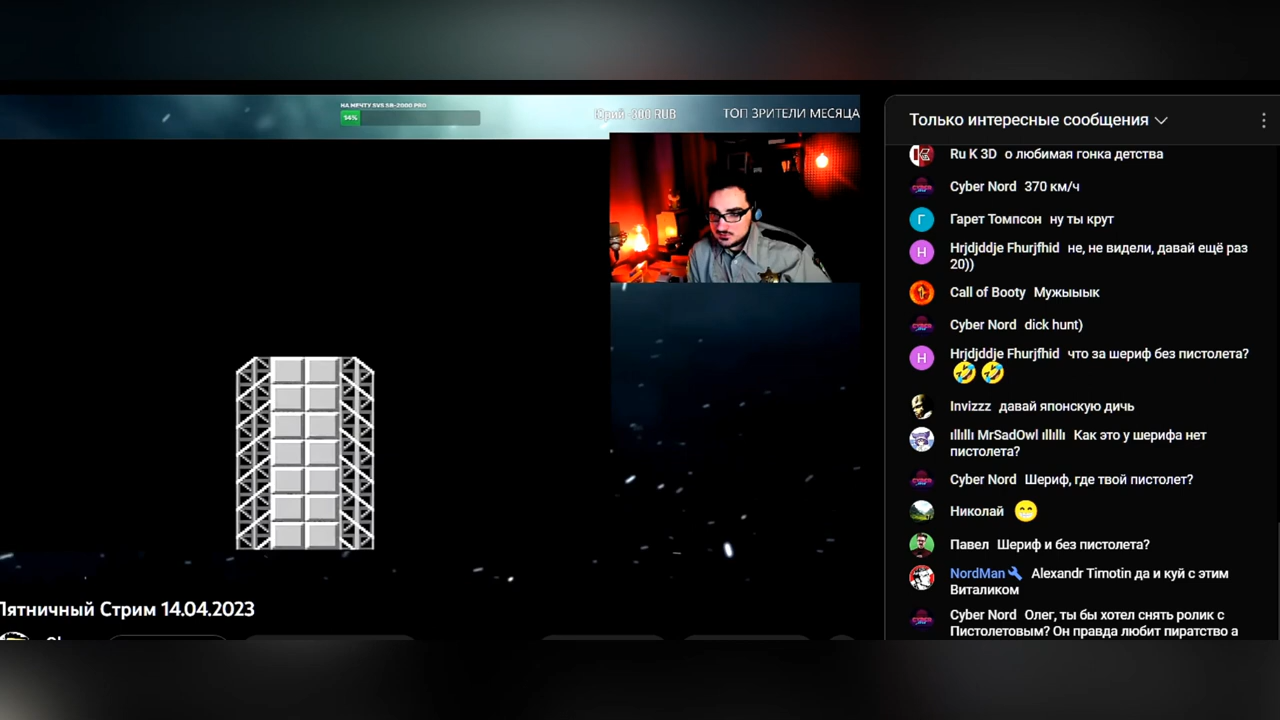 НА МЕЧТУ SVS SB-2000 PRO
14%
Юрий 300 RUB
ТОП ЗРИТЕЛИ МЕСЯЦА
Пятничный Стрим 14.04.2023
Только интересные сообщения
Ru K 3D о любимая гонка детства
Cyber Nord 370 км/ч
Г Гарет Томпсон ну ты крут
H Hrjdjddje Fhurjfhid не, не видели, давай ещё раз
20))
Call of Booty Мужыыык
Cyber Nord dick hunt)
H Hrjdjddje Fhurjfhid что за шериф без пистолета?
Invizzz давай японскую дичь
ıllıllı MrSadOwl ıllıllı Как это у шерифа нет
пистолета?
Cyber Nord Шериф, где твой пистолет?
Николай
Павел Шериф и без пистолета?
NordMan Alexandr Timotin да и куй с этим
Виталиком
Cyber Nord Олег, ты бы хотел снять ролик с
Пистолетовым? Он правда любит пиратство а